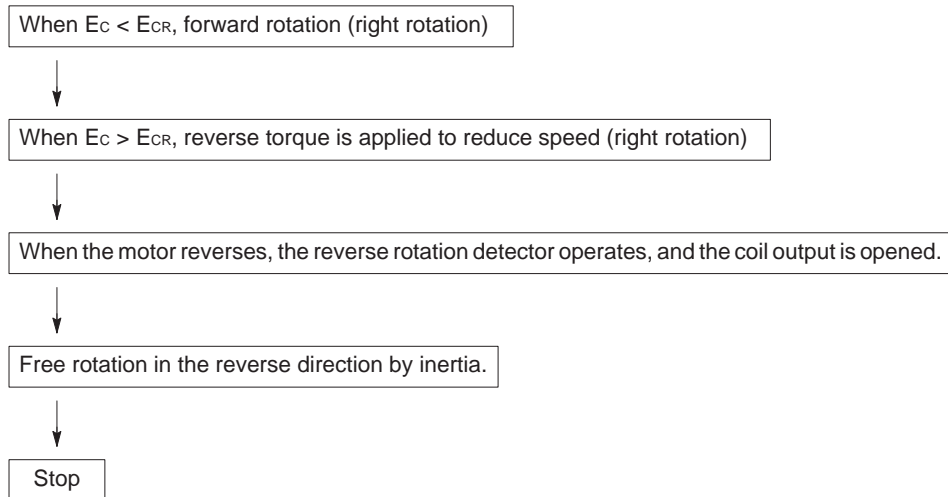 When EC < ECR, forward rotation (right rotation)
When EC > ECR, reverse torque is applied to reduce speed (right rotation)
When the motor reverses, the reverse rotation detector operates, and the coil output is opened.
Free rotation in the reverse direction by inertia.
Stop